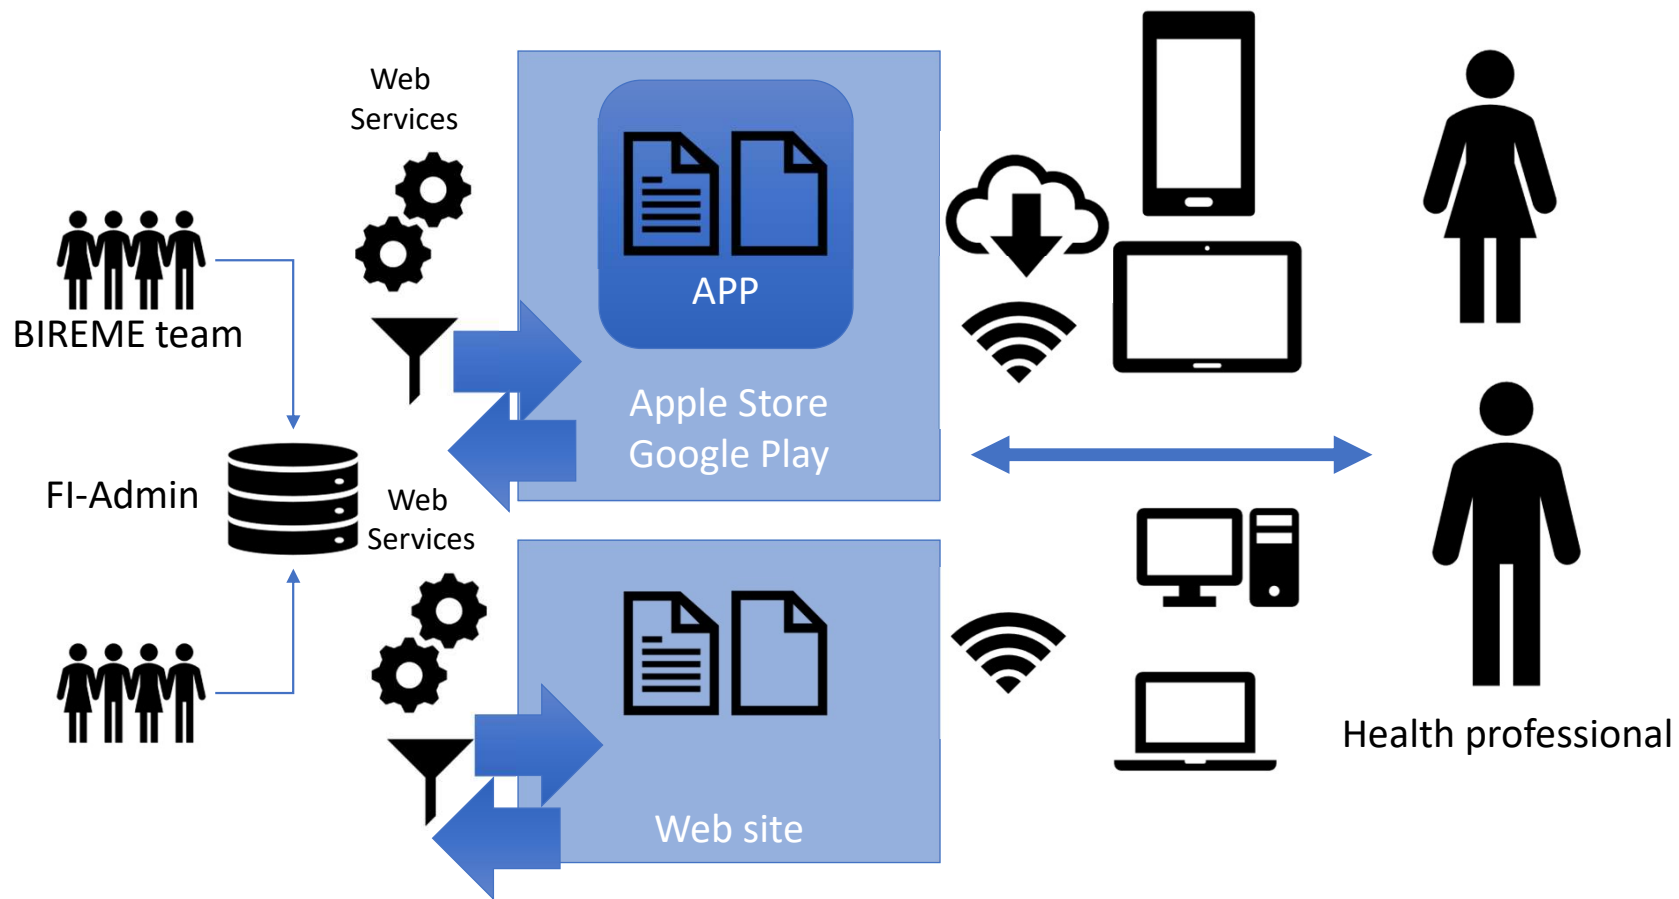 Web
Services
BIREME team
APP
Apple Store
Google Play
FI-Admin
Web
Services
Web site
Health professional